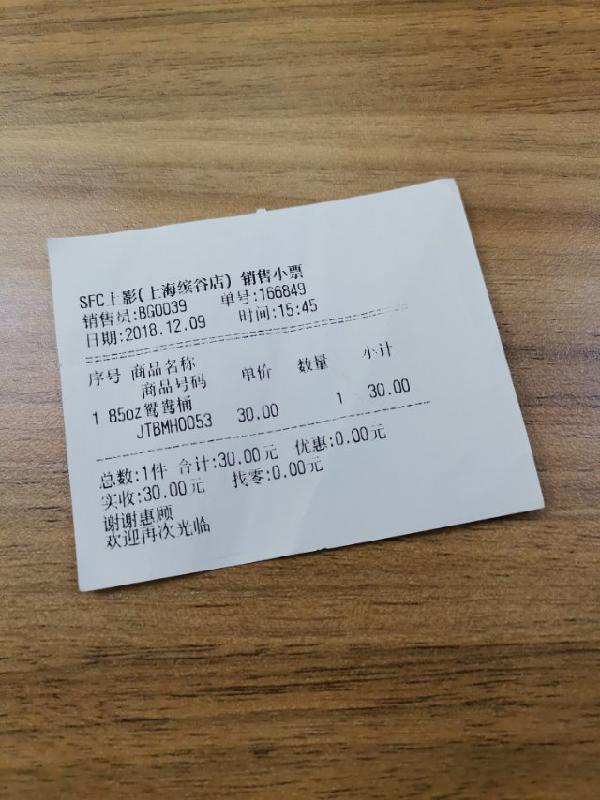 SFC上影(上海缤谷店) 销售小票
销售员:BG0039 单号:166849
日期:2018.12.09 时间:15:45
序号 商品名称 单价 数量 小计
商品号码
1 85oz鸳鸯桶
JTBMH0053 30.00 1 30.00
总数:1件 合计:30.00元 优惠:0.00元
实收:30.00元 找零:0.00元
谢谢惠顾
欢迎再次光临